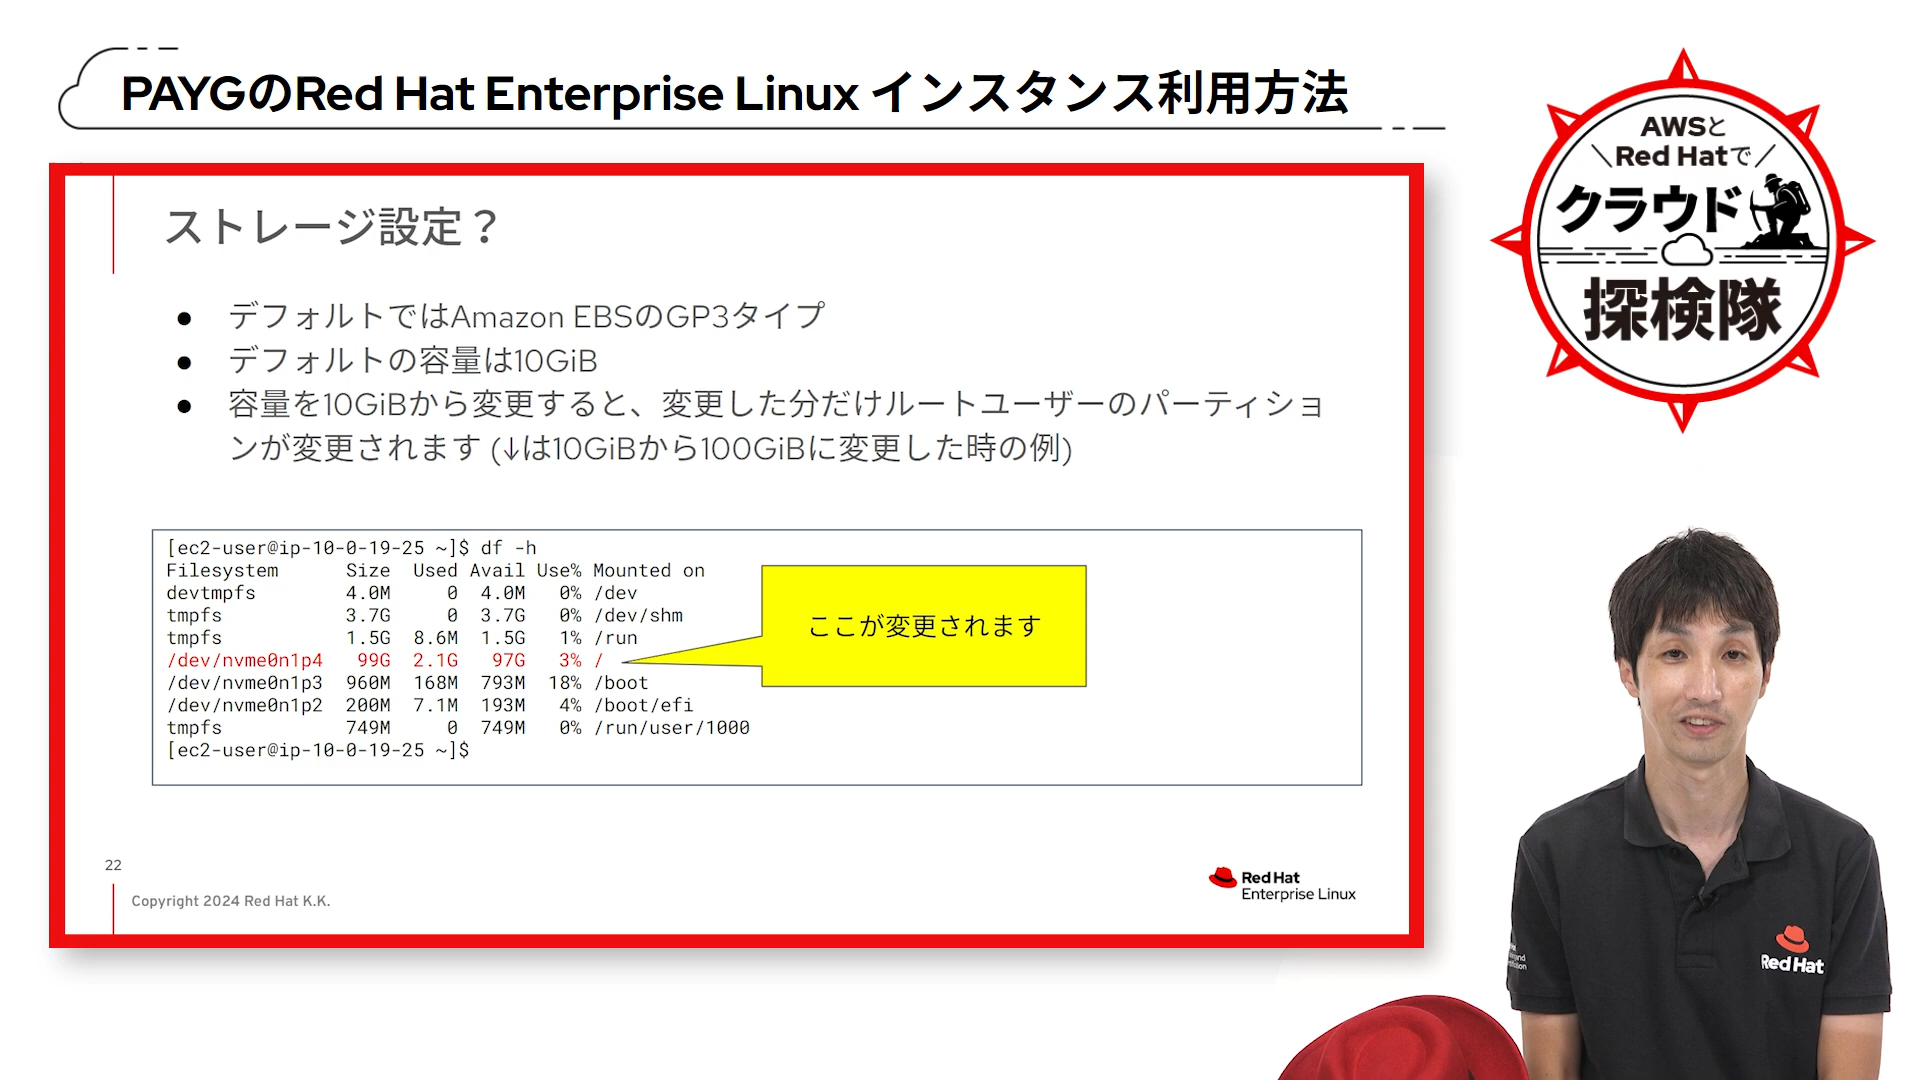 PAYGのRed Hat Enterprise Linux インスタンス利用方法
AWSと
＼Red Hatで／
クラウド
探検隊
ストレージ設定？
● デフォルトではAmazon EBSのGP3タイプ
● デフォルトの容量は10GiB
● 容量を10GiBから変更すると、変更した分だけルートユーザーのパーティショ
ンが変更されます (↓は10GiBから100GiBに変更した時の例)
[ec2-user@ip-10-0-19-25 ~]$ df -h
Filesystem      Size  Used Avail Use% Mounted on
devtmpfs        4.0M     0  4.0M   0% /dev
tmpfs           3.7G     0  3.7G   0% /dev/shm
tmpfs           1.5G  8.6M  1.5G   1% /run
/dev/nvme0n1p4   99G  2.1G   97G   3% /
/dev/nvme0n1p3  960M  168M  793M  18% /boot
/dev/nvme0n1p2  200M  7.1M  193M   4% /boot/efi
tmpfs           749M     0  749M   0% /run/user/1000
[ec2-user@ip-10-0-19-25 ~]$
ここが変更されます
22
Copyright 2024 Red Hat K.K.
Red Hat
Enterprise Linux
Red Hat